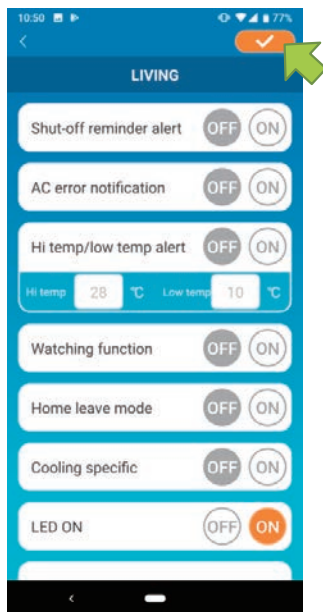 10:50 77%
LIVING
Shut-off reminder alert OFF ON
AC error notification OFF ON
Hi temp/low temp alert OFF ON
Hi temp 28 ℃ Low temp 10 ℃
Watching function OFF ON
Home leave mode OFF ON
Cooling specific OFF ON
LED ON OFF ON